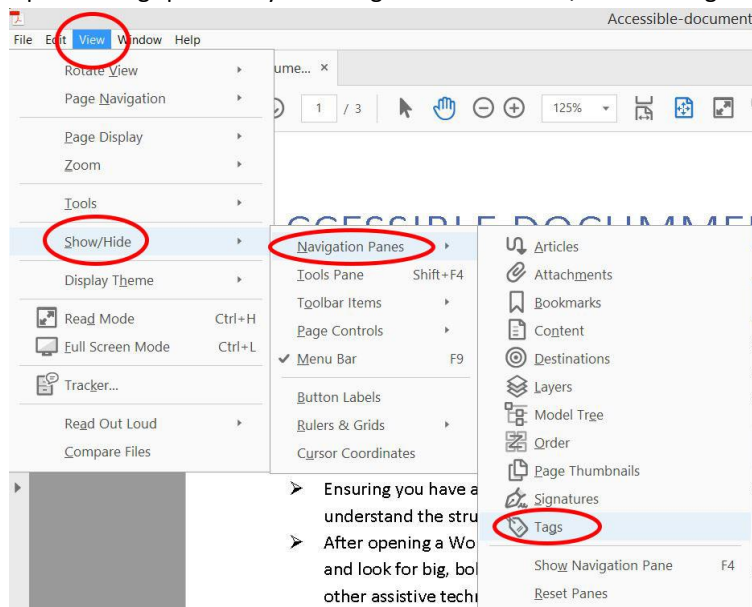 Accessible-document
File Edit View Window Help
ume... ×
1 / 3 125%
Rotate View
Page Navigation
Page Display
Zoom
Tools
Show/Hide
Display Theme
Read Mode Ctrl+H
Full Screen Mode Ctrl+L
Tracker...
Read Out Loud
Compare Files
Navigation Panes
Tools Pane Shift+F4
Toolbar Items
Page Controls
✓ Menu Bar F9
Button Labels
Rulers & Grids
Cursor Coordinates
Articles
Attachments
Bookmarks
Content
Destinations
Layers
Model Tree
Order
Page Thumbnails
Signatures
Tags
Show Navigation Pane F4
Reset Panes
➢ Ensuring you have a
understand the stru
➢ After opening a Wo
and look for big, bol
other assistive tech